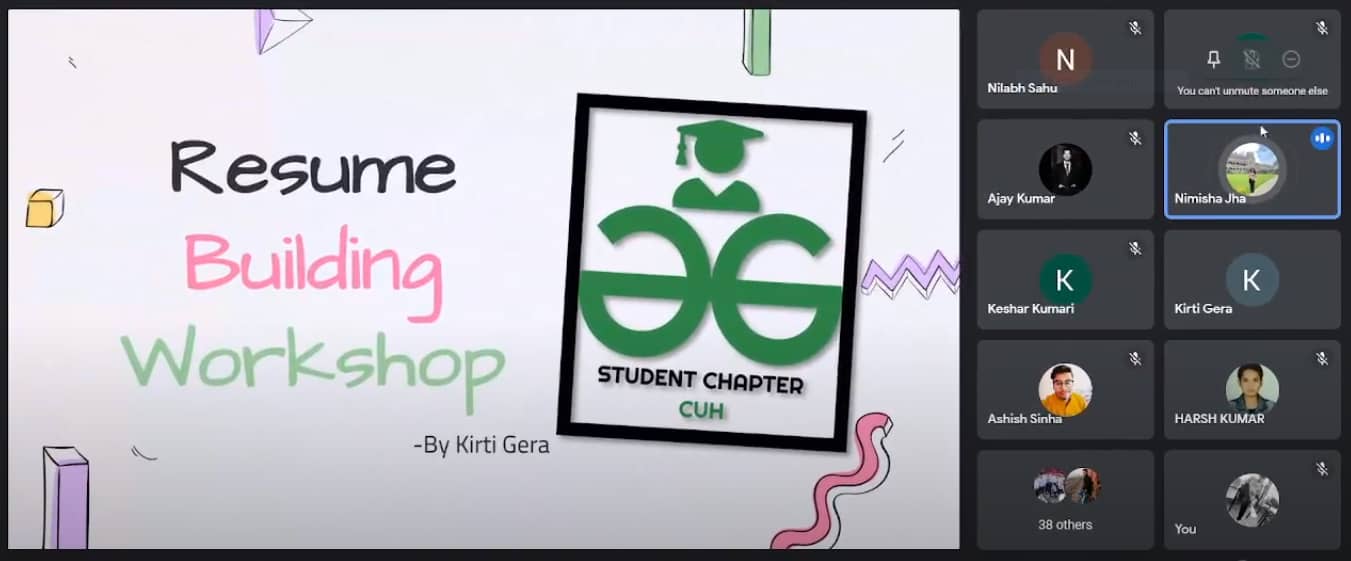 Resume
Building
Workshop
-By Kirti Gera
STUDENT CHAPTER
CUH
N
Nilabh Sahu
You can't unmute someone else
Ajay Kumar
Nimisha Jha
K
Keshar Kumari
K
Kirti Gera
Ashish Sinha
HARSH KUMAR
38 others
You